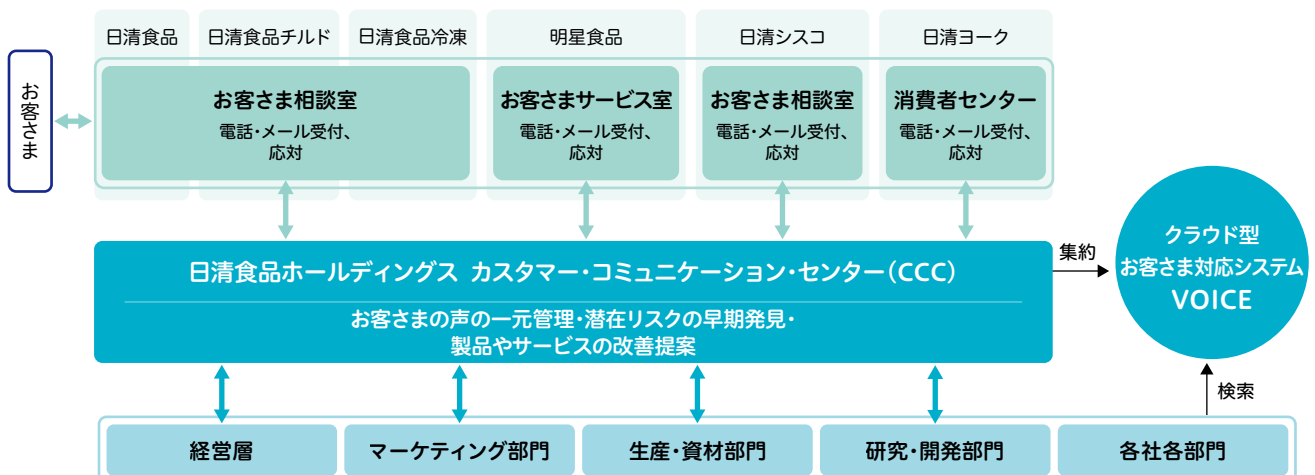 日清食品
日清食品チルド
日清食品冷凍
明星食品
日清シスコ
日清ヨーク
お客さま
お客さま相談室
電話・メール受付、
応対
お客さまサービス室
電話・メール受付、
応対
お客さま相談室
電話・メール受付、
応対
消費者センター
電話・メール受付、
応対
日清食品ホールディングス カスタマー・コミュニケーション・センター（CCC）
お客さまの声の一元管理・潜在リスクの早期発見・
製品やサービスの改善提案
集約
クラウド型
お客さま対応システム
VOICE
検索
経営層
マーケティング部門
生産・資材部門
研究・開発部門
各社各部門